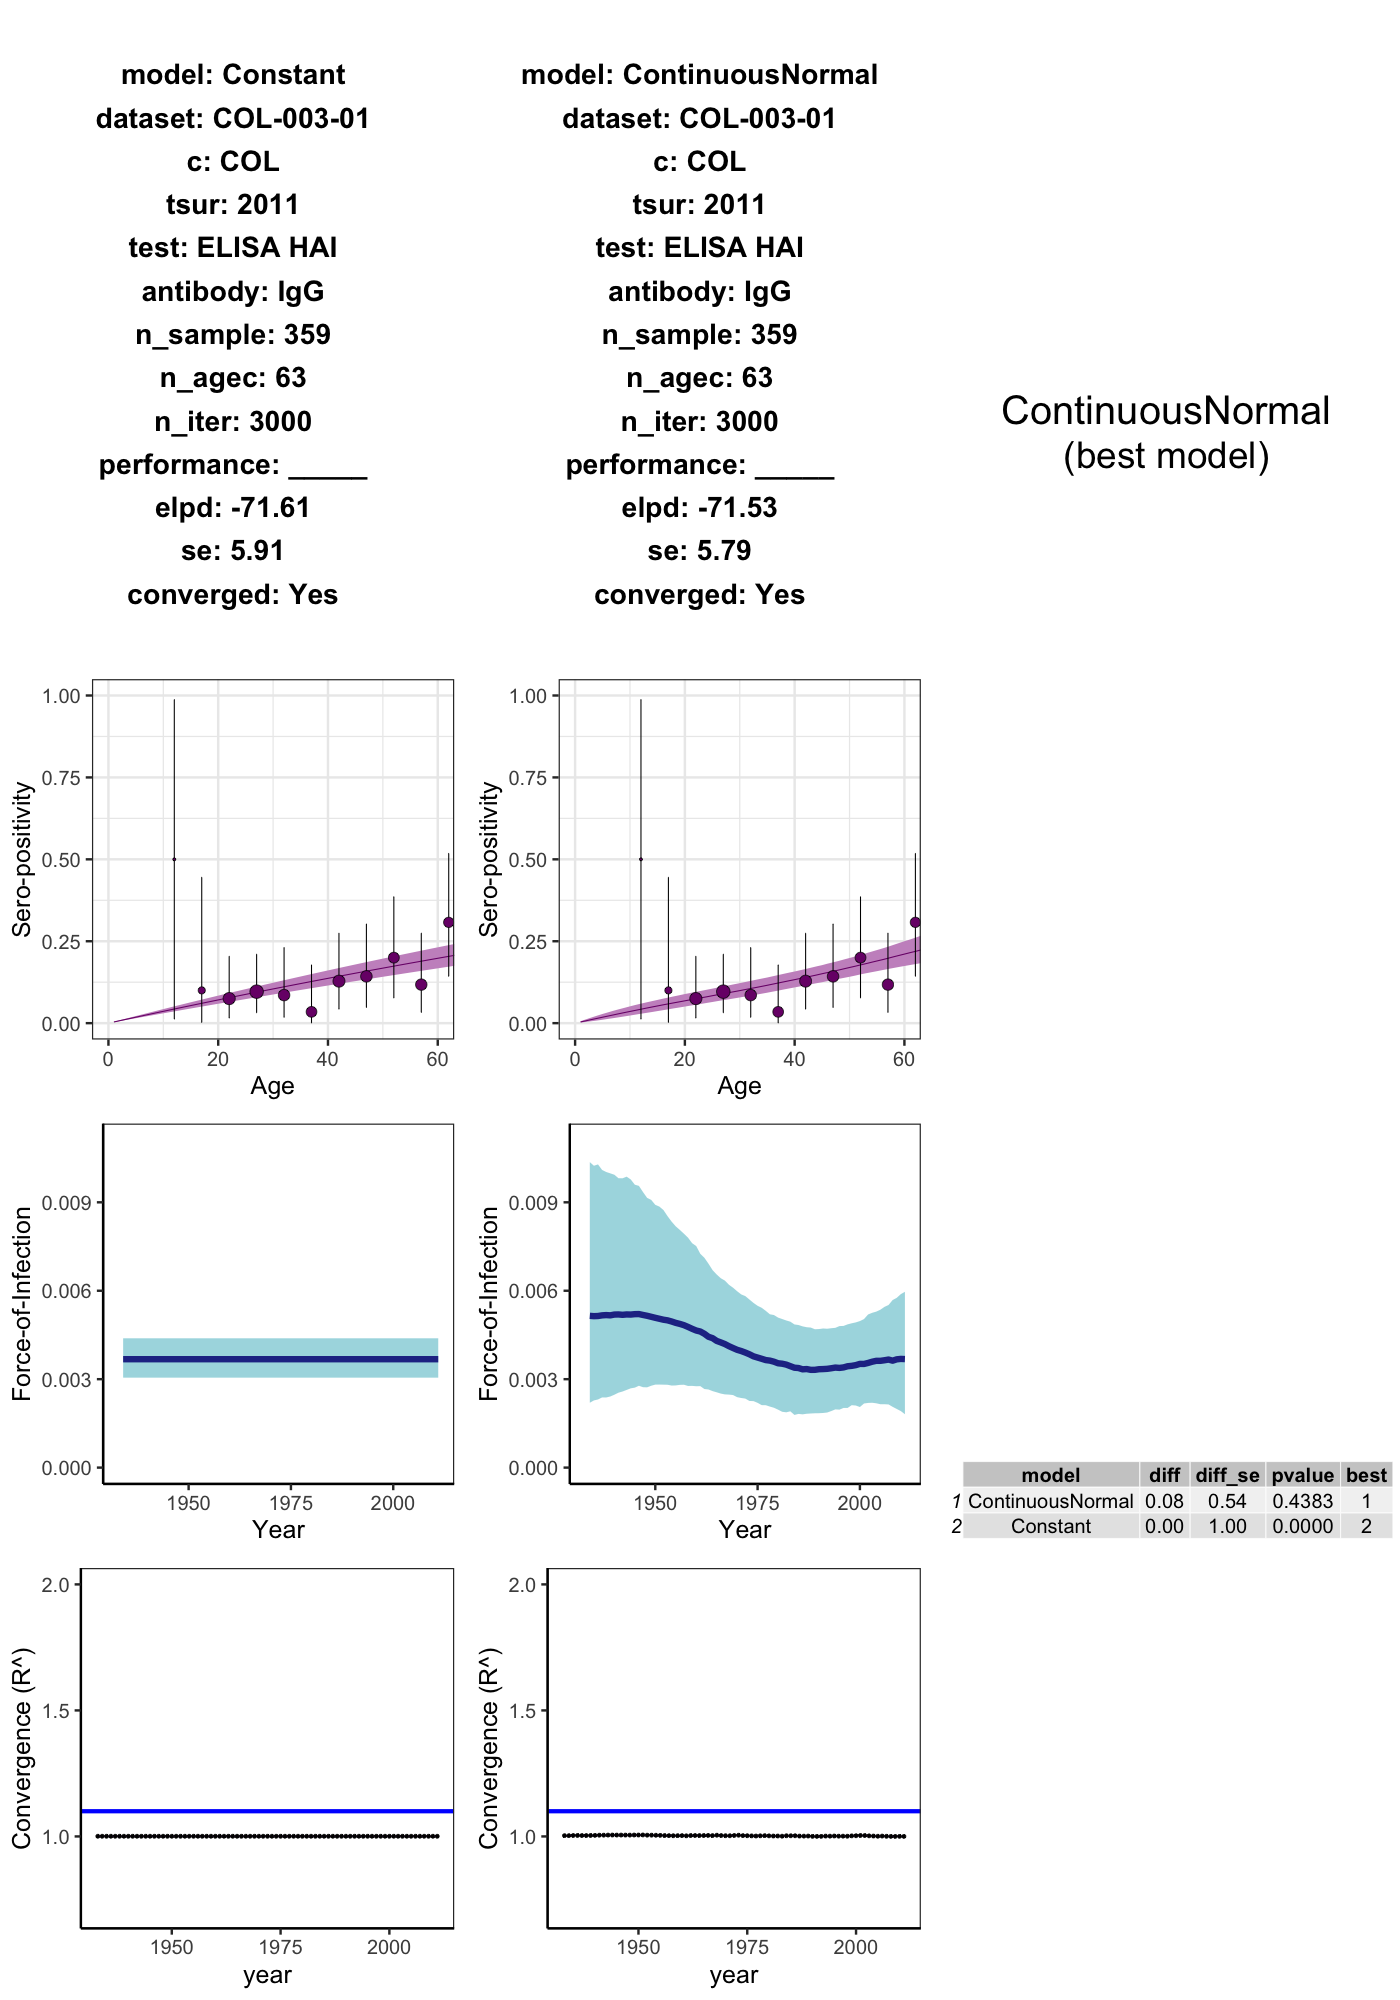 model: Constant
dataset: COL-003-01
c: COL
tsur: 2011
test: ELISA HAI
antibody: IgG
n_sample: 359
n_agec: 63
n_iter: 3000
performance: _____
elpd: -71.61
se: 5.91
converged: Yes
model: ContinuousNormal
dataset: COL-003-01
c: COL
tsur: 2011
test: ELISA HAI
antibody: IgG
n_sample: 359
n_agec: 63
n_iter: 3000
performance: _____
elpd: -71.53
se: 5.79
converged: Yes
ContinuousNormal
(best model)
Sero-positivity
1.00
0.75
0.50
0.25
0.00
0 20 40 60
Age
Sero-positivity
1.00
0.75
0.50
0.25
0.00
0 20 40 60
Age
Force-of-Infection
0.009
0.006
0.003
0.000
1950 1975 2000
Year
Force-of-Infection
0.009
0.006
0.003
0.000
1950 1975 2000
Year
model diff diff_se pvalue best
1 ContinuousNormal 0.08 0.54 0.4383 1
2 Constant 0.00 1.00 0.0000 2
Convergence (R^)
2.0
1.5
1.0
1950 1975 2000
year
Convergence (R^)
2.0
1.5
1.0
1950 1975 2000
year